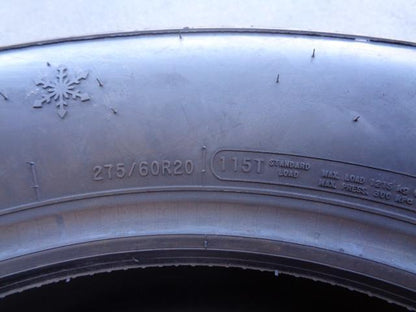 275/60R20 115T STANDARD
LOAD
MAX. LOAD
MAX. PRESS. 300